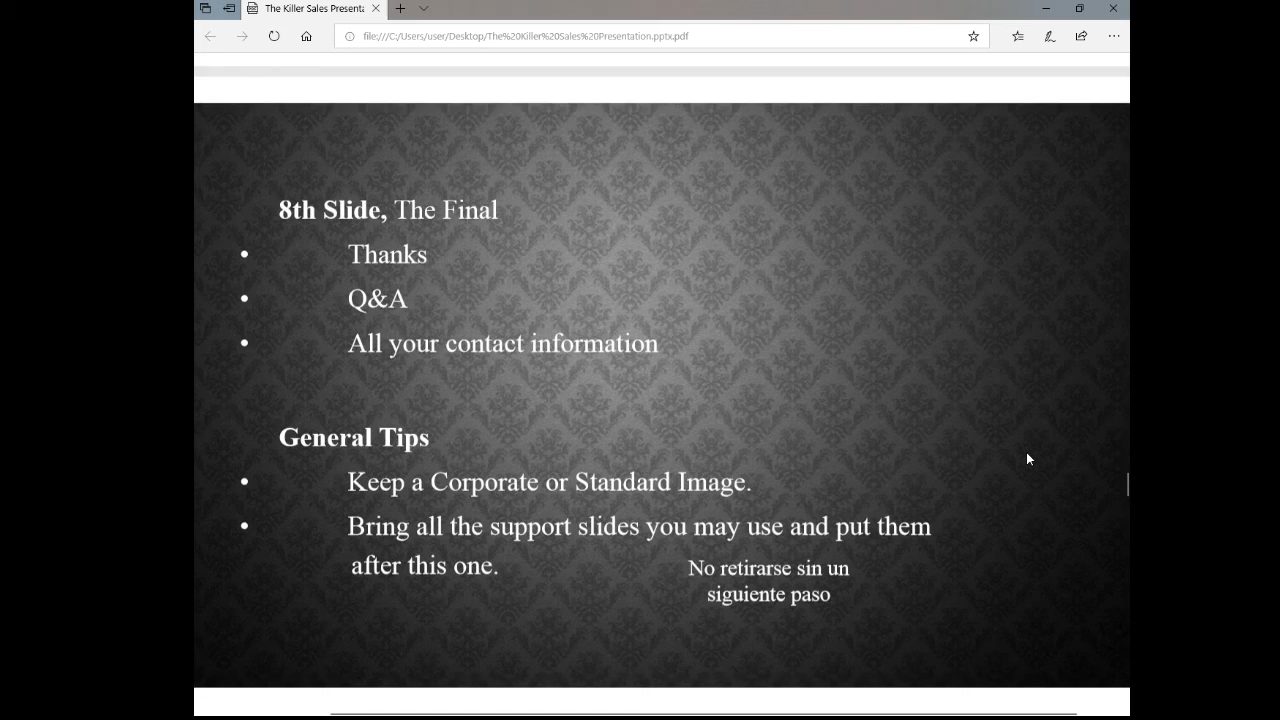 The Killer Sales Presenta
file:///C:/Users/user/Desktop/The%20Killer%20Sales%20Presentation.pptx.pdf
8th Slide, The Final
• Thanks
• Q&A
• All your contact information
General Tips
• Keep a Corporate or Standard Image.
• Bring all the support slides you may use and put them
after this one.
No retirarse sin un
siguiente paso